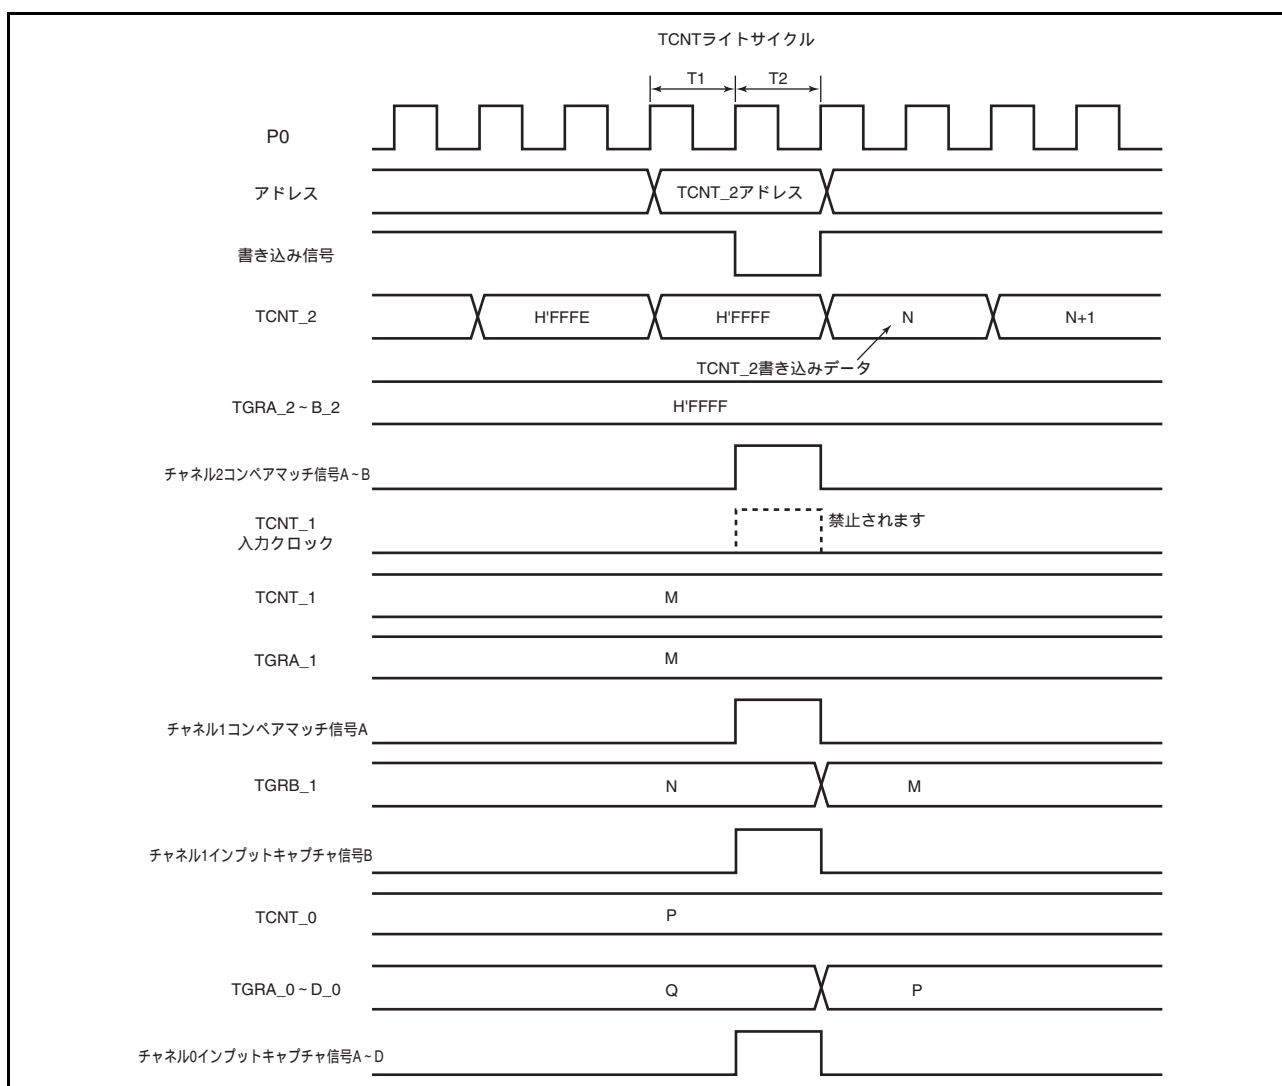 TCNTライトサイクル
T1 T2
P0
アドレス TCNT_2アドレス
書き込み信号
TCNT_2 H'FFFE H'FFFF N N+1
TCNT_2書き込みデータ
TGRA_2~B_2 H'FFFF
チャネル2コンペアマッチ信号A~B
TCNT_1
入力クロック
禁止されます
TCNT_1 M
TGRA_1 M
チャネル1コンペアマッチ信号A
TGRB_1 N M
チャネル1インプットキャプチャ信号B
TCNT_0 P
TGRA_0~D_0 Q P
チャネル0インプットキャプチャ信号A~D